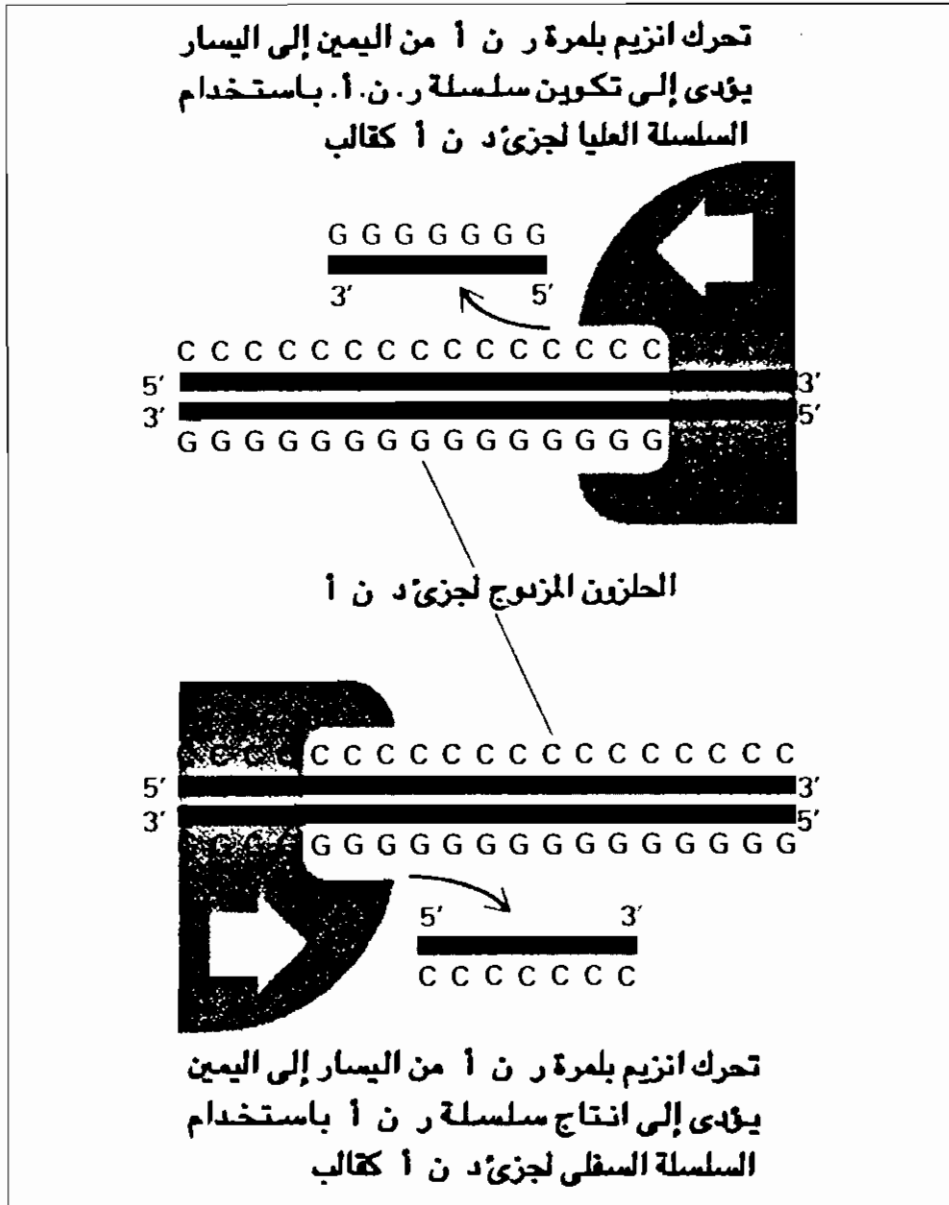 تحرك انزيم بلمرة ر ن أ من اليمين إلى اليسار
يؤدى إلى تكوين سلسلة ر.ن.أ. باستخدام
السلسلة العليا لجزئ د ن أ كقالب
G G G G G G G
3′ 5′
C C C C C C C C C C C C C C C
5′ 3′
3′ 5′
G G G G G G G G G G G G G G G
الحلزون المزدوج لجزئ د ن أ
C C C C C C C C C C C C C C C C C C C
5′ 3′
3′ 5′
G G G G G G G G G G G G G G G
5′ 3′
C C C C C C C
تحرك انزيم بلمرة ر ن أ من اليسار إلى اليمين
يؤدى إلى انتاج سلسلة ر ن أ باستخدام
السلسلة السفلى لجزئ د ن أ كقالب